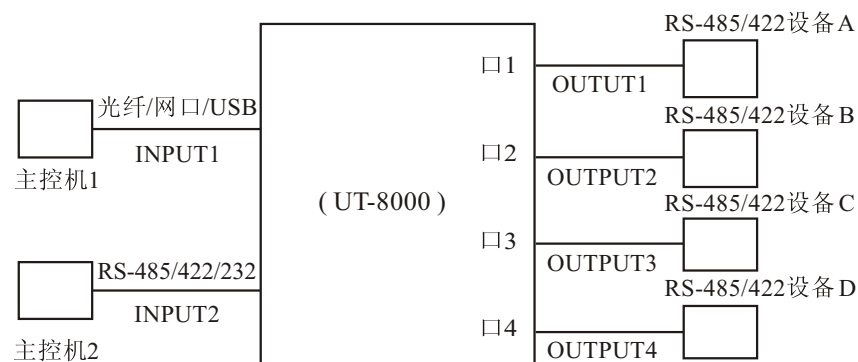 光纤/网口/USB
INPUT1
主控机1
RS-485/422/232
INPUT2
主控机2
( UT-8000 )
口1
口2
口3
口4
RS-485/422设备A
OUTUT1
RS-485/422设备B
OUTPUT2
RS-485/422设备C
OUTPUT3
RS-485/422设备D
OUTPUT4